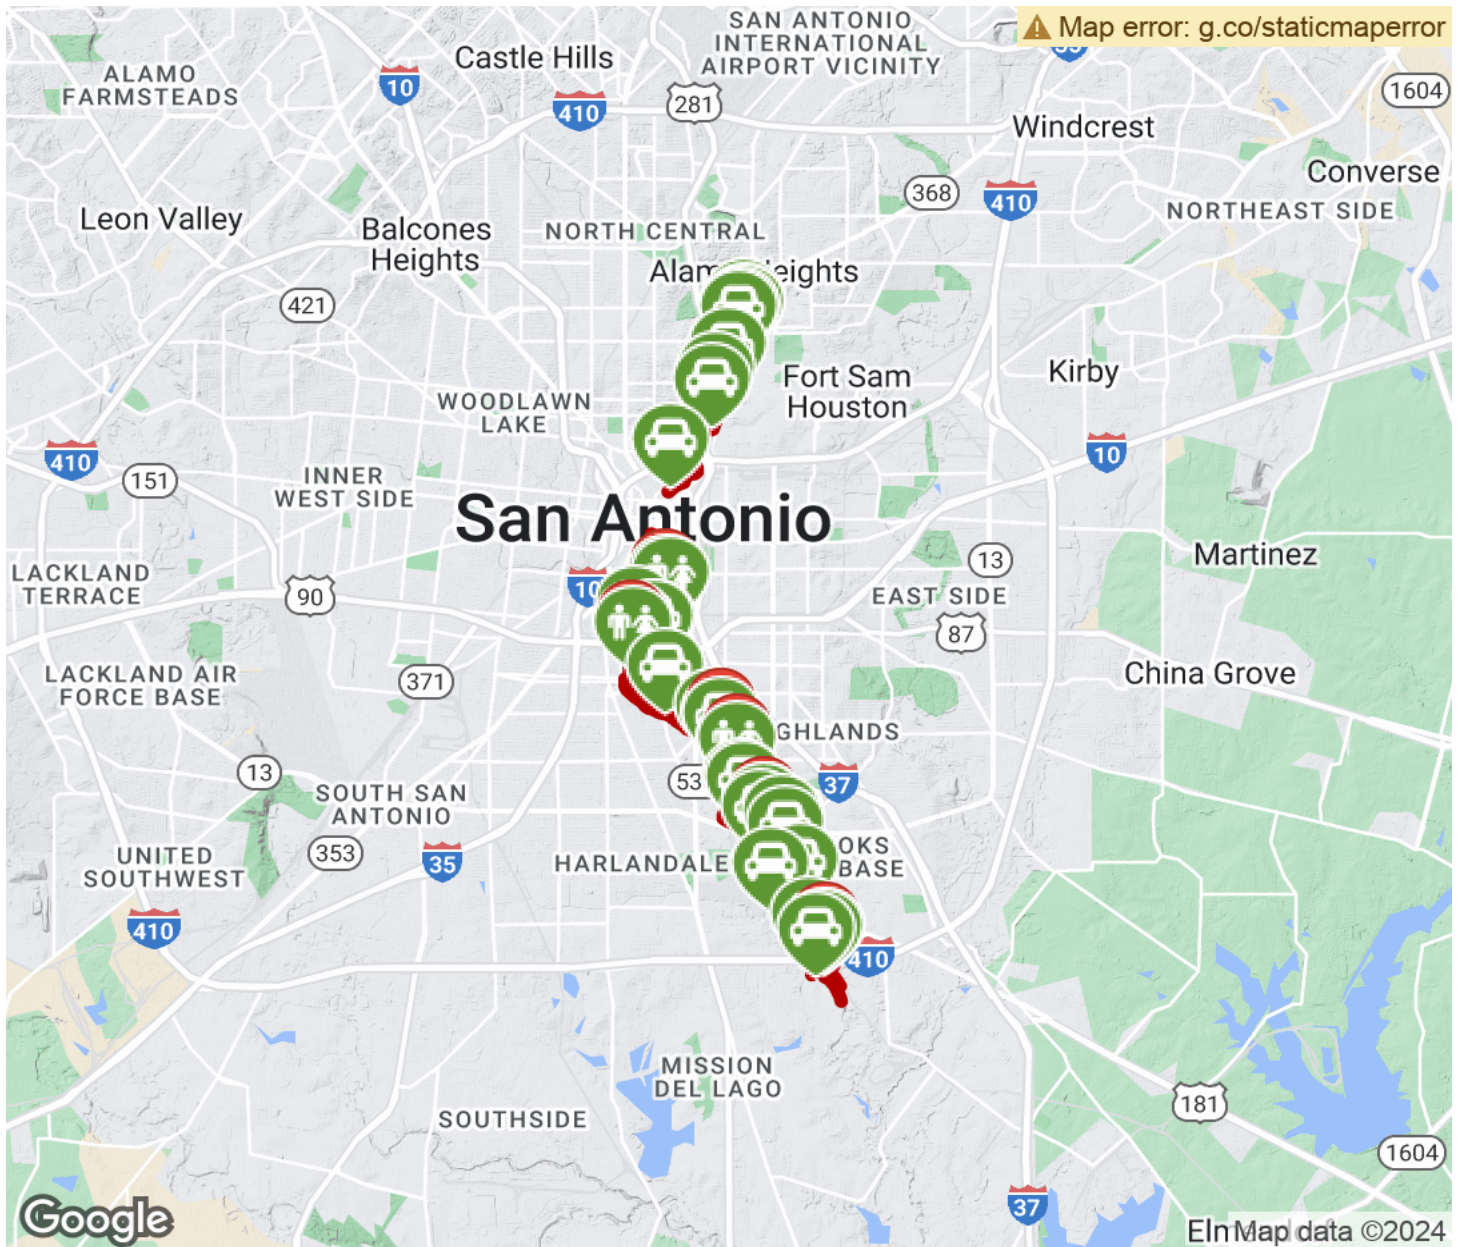 SAN ANTONIO
INTERNATIONAL
AIRPORT VICINITY
Map error: g.co/staticmaperror
Castle Hills
ALAMO
FARMSTEADS
10
410
281
1604
Windcrest
Converse
368
410
NORTHEAST SIDE
Leon Valley
Balcones
Heights
NORTH CENTRAL
421
Kirby
Fort Sam
Houston
WOODLAWN
LAKE
410
151
10
INNER
WEST SIDE
San Antonio
13
Martinez
LACKLAND
TERRACE
90
10
EAST SIDE
87
LACKLAND AIR
FORCE BASE
371
China Grove
GHLANDS
13
53
37
SOUTH SAN
ANTONIO
353
35
UNITED
SOUTHWEST
HARLANDALE
OKS
BASE
410
410
MISSION
DEL LAGO
SOUTHSIDE
181
1604
37
Google
Map data ©2024